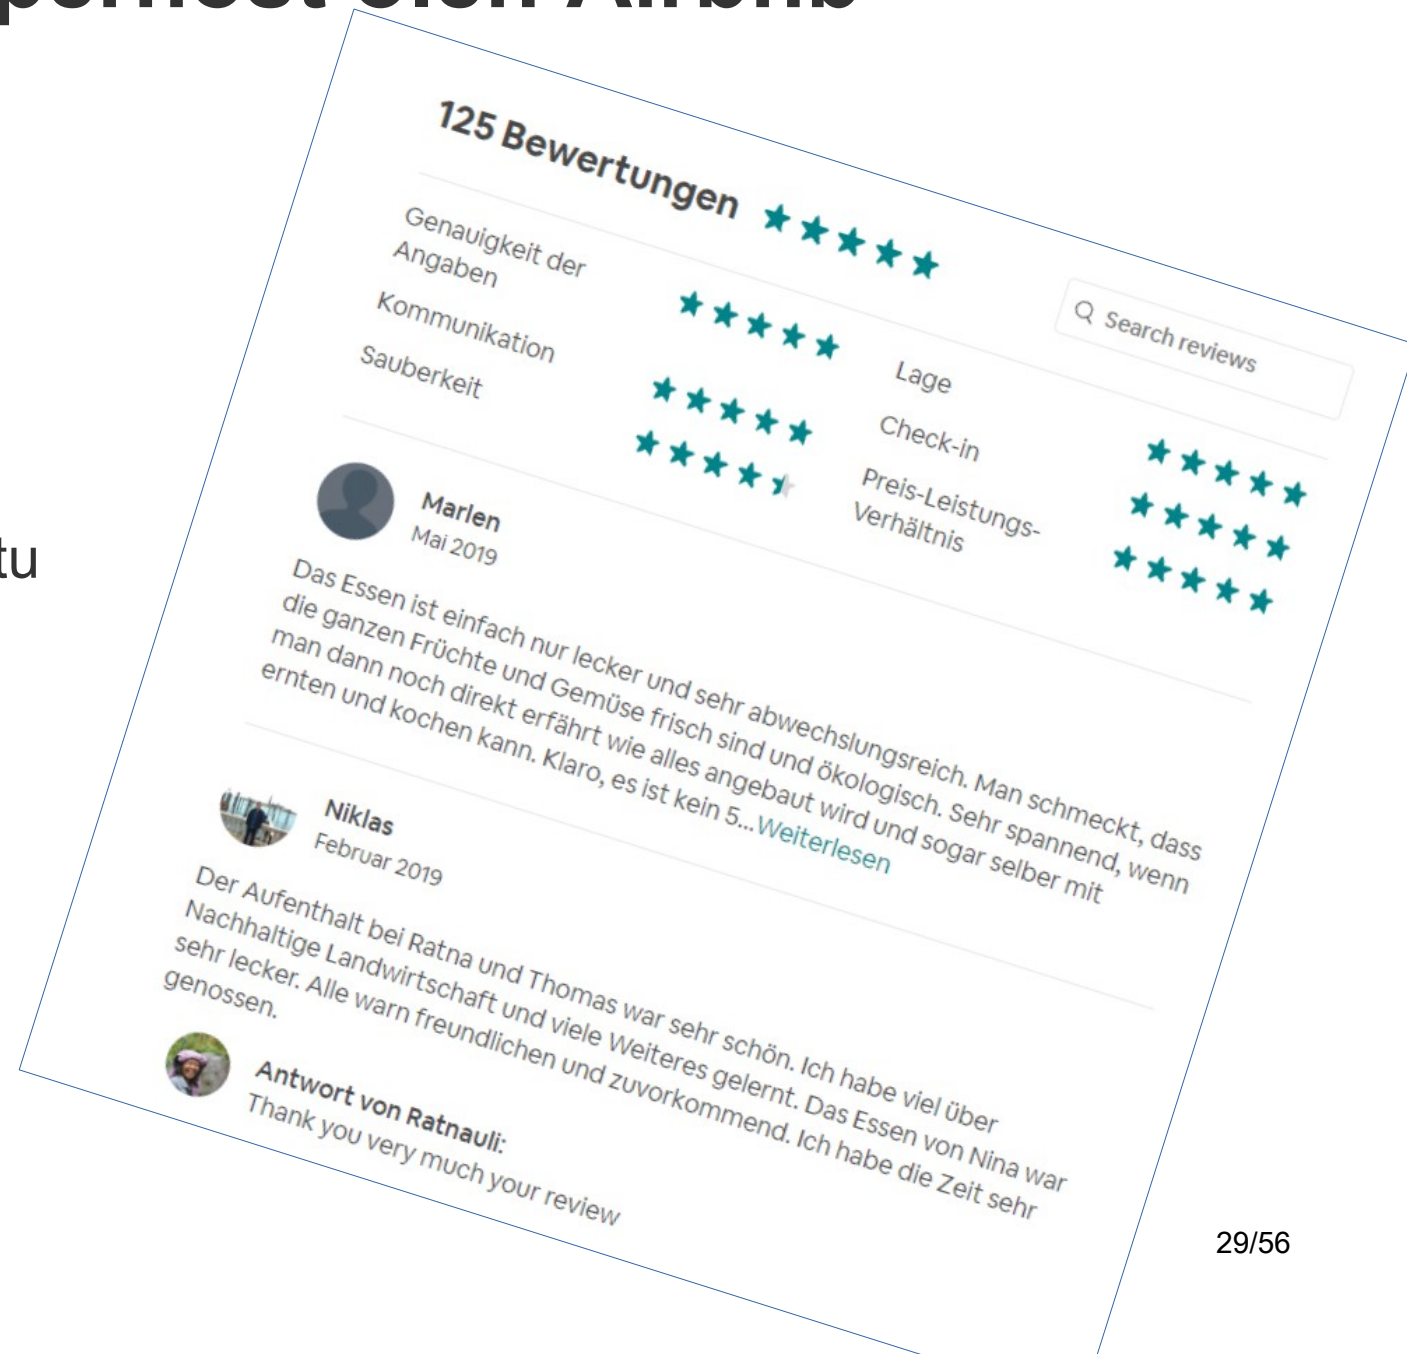 125 Bewertungen
Search reviews
Genauigkeit der
Angaben
Kommunikation
Sauberkeit
Lage
Check-in
Preis-Leistungs-
Verhältnis
Marlen
Mai 2019
Das Essen ist einfach nur lecker und sehr abwechslungsreich. Man schmeckt, dass
die ganzen Früchte und Gemüse frisch sind und ökologisch. Sehr spannend, wenn
man dann noch direkt erfährt wie alles angebaut wird und sogar selber mit
ernten und kochen kann. Klaro, es ist kein 5...Weiterlesen
Niklas
Februar 2019
Der Aufenthalt bei Ratna und Thomas war sehr schön. Ich habe viel über
Nachhaltige Landwirtschaft und viele Weiteres gelernt. Das Essen von Nina war
sehr lecker. Alle warn freundlichen und zuvorkommend. Ich habe die Zeit sehr
genossen.
Antwort von Ratnauli:
Thank you very much your review
tu
29/56